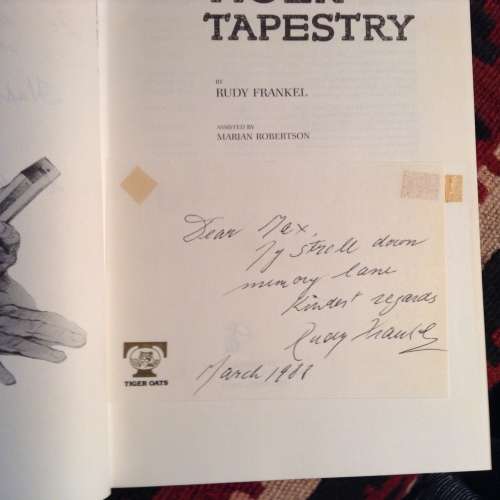 TAPESTRY
BY
RUDY FRANKEL
ASSISTED BY
MARIAN ROBERTSON
Dear Max,
My stroll down
memory lane
Kindest regards
Rudy Frankel
March 1988
TIGER OATS